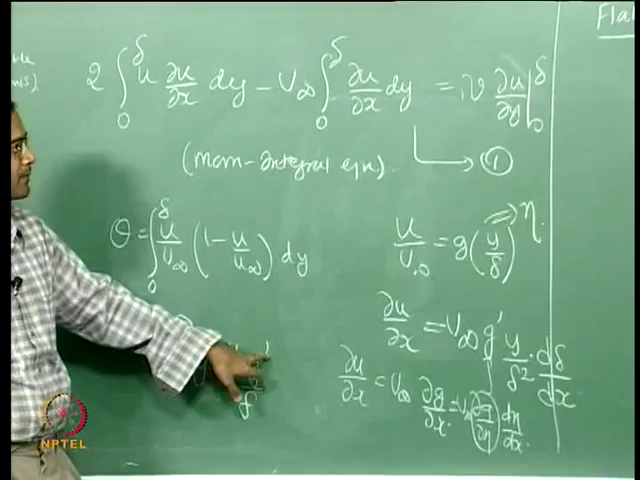 Fla
2 ∫₀^δ u ∂u/∂x dy − U∞ ∫₀^δ ∂u/∂x dy = ν ∂u/∂y |₀^δ
(mom-integral eqn). → ①
θ = ∫₀^δ u/U∞ (1 − u/u∞) dy
u/U∞ = g(y/δ) ⇒ η
∂u/∂x = U∞ g′ y/δ² · dδ/dx
∂u/∂x = U∞ ∂g/∂x = U∞ ∂g/∂η dη/dx.
NPTEL